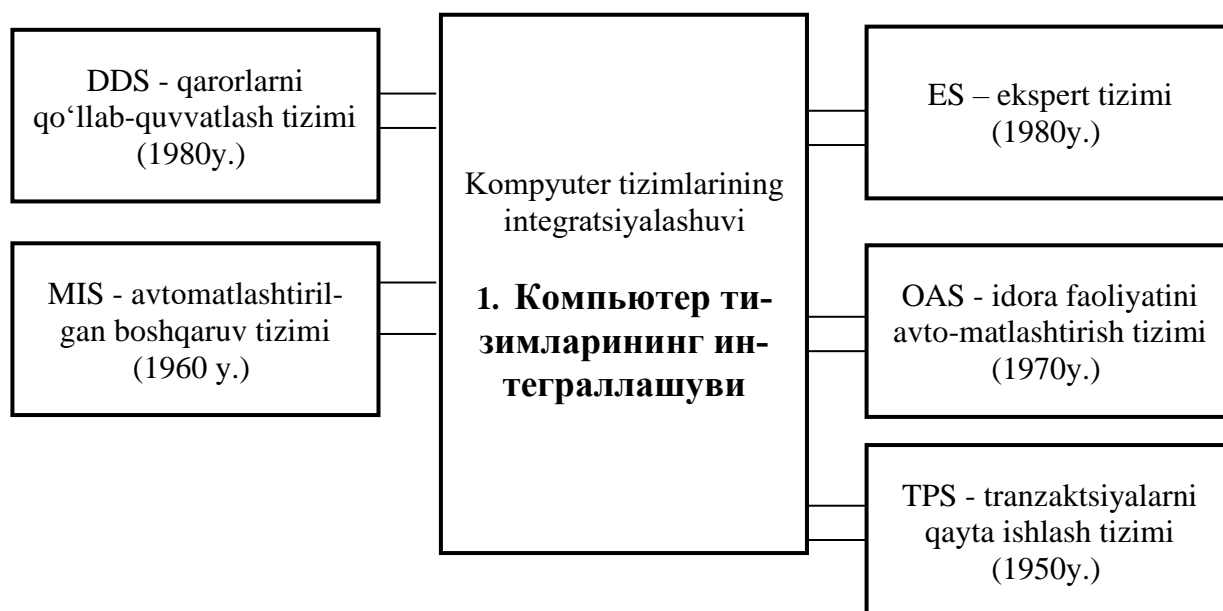 DDS - qarorlarni
qo‘llab-quvvatlash tizimi
(1980y.)
MIS - avtomatlashtiril-
gan boshqaruv tizimi
(1960 y.)
Kompyuter tizimlarining
integratsiyalashuvi
1. Компьютер ти-
зимларининг ин-
теграллашуви
ES – ekspert tizimi
(1980y.)
OAS - idora faoliyatini
avto-matlashtirish tizimi
(1970y.)
TPS - tranzaktsiyalarni
qayta ishlash tizimi
(1950y.)